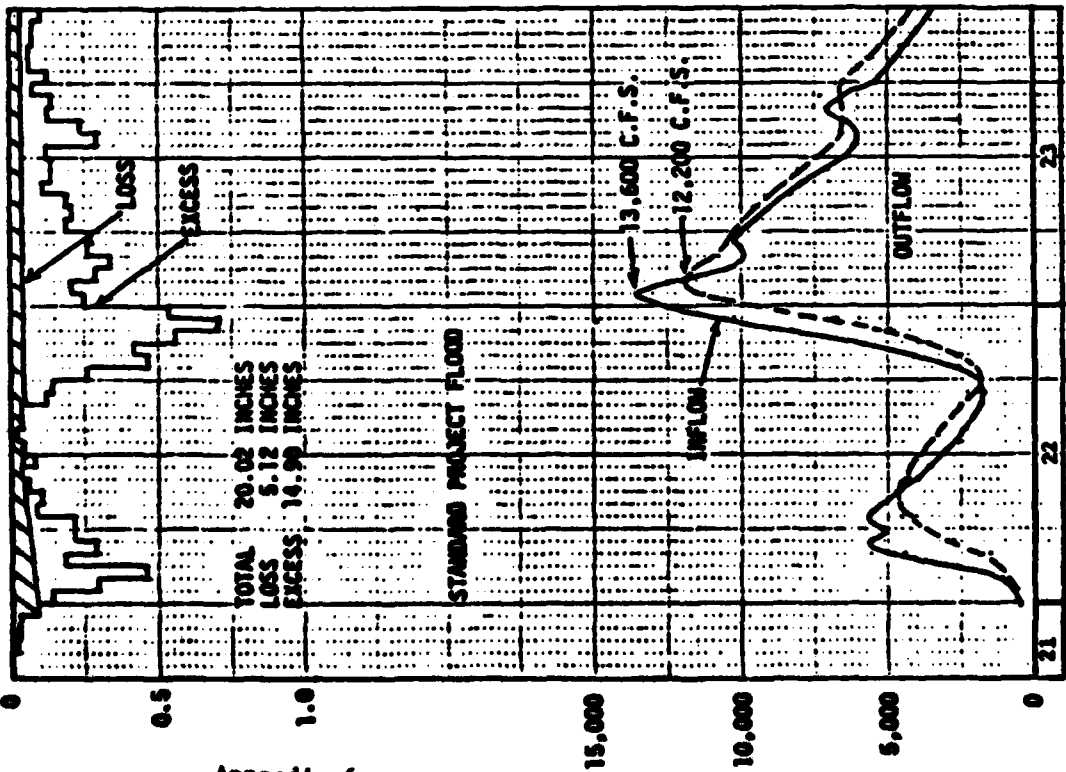 0
0.5
1.0
15,000
10,000
5,000
0
LOSS
EXCESS
TOTAL 20.02 INCHES
LOSS 5.12 INCHES
EXCESS 14.90 INCHES
STANDARD PROJECT FLOOD
13,600 C.F.S.
12,200 C.F.S.
INFLOW
OUTFLOW
21
22
23